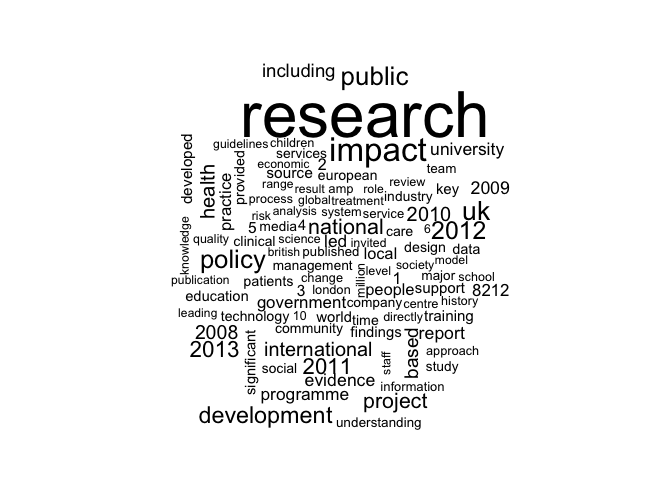 including public
research
guidelines children
services impact university
economic 2
developed health practice provided
source european team
range result amp role review key 2009
process global treatment industry
risk analysis system service 2010 uk
5 media 4 national care 6 2012
knowledge quality clinical science led invited design data
british published local
policy management level society model
publication patients change million 1 major school
3 london people support 8212
education government company centre history
leading technology 10 world time directly training
2008 community findings report
2013 international based approach
significant social 2011 staff study
evidence information
programme project
development understanding